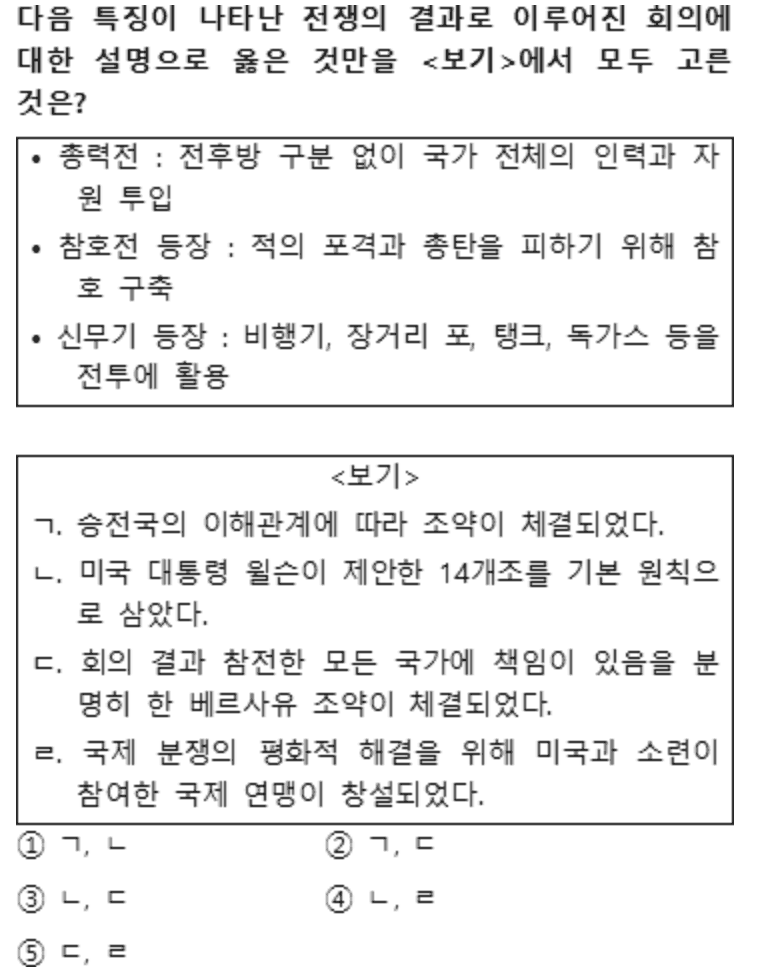 다음 특징이 나타난 전쟁의 결과로 이루어진 회의에
대한 설명으로 옳은 것만을 <보기>에서 모두 고른
것은?
• 총력전 : 전후방 구분 없이 국가 전체의 인력과 자
원 투입
• 참호전 등장 : 적의 포격과 총탄을 피하기 위해 참
호 구축
• 신무기 등장 : 비행기, 장거리 포, 탱크, 독가스 등을
전투에 활용
<보기>
ㄱ. 승전국의 이해관계에 따라 조약이 체결되었다.
ㄴ. 미국 대통령 윌슨이 제안한 14개조를 기본 원칙으
로 삼았다.
ㄷ. 회의 결과 참전한 모든 국가에 책임이 있음을 분
명히 한 베르사유 조약이 체결되었다.
ㄹ. 국제 분쟁의 평화적 해결을 위해 미국과 소련이
참여한 국제 연맹이 창설되었다.
① ㄱ, ㄴ ② ㄱ, ㄷ
③ ㄴ, ㄷ ④ ㄴ, ㄹ
⑤ ㄷ, ㄹ